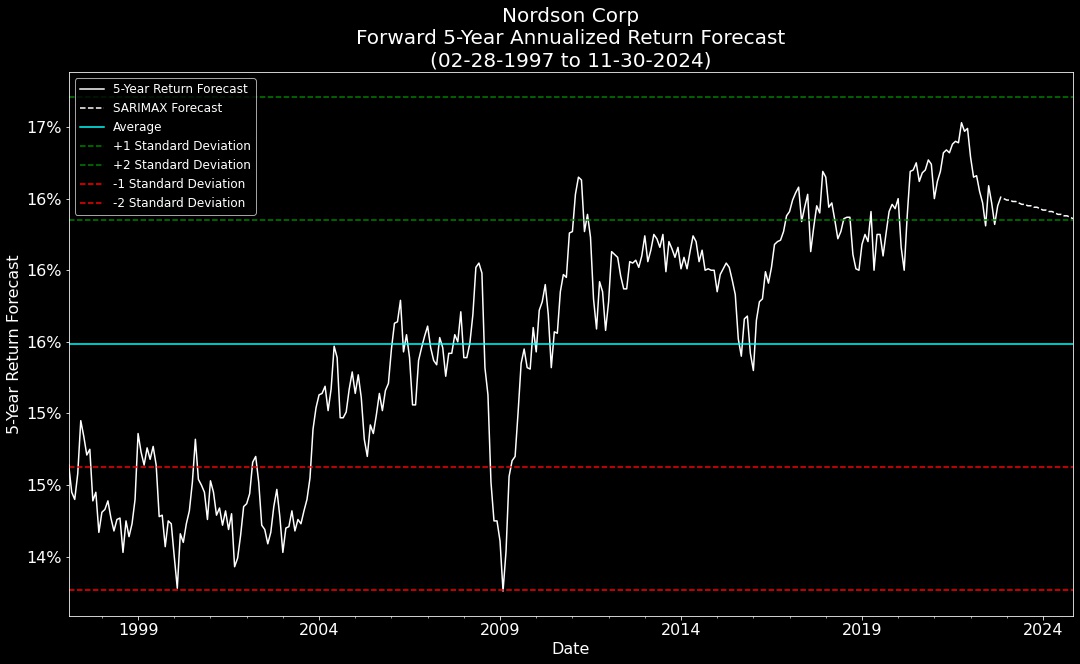 Nordson Corp
Forward 5-Year Annualized Return Forecast
(02-28-1997 to 11-30-2024)
5-Year Return Forecast
SARIMAX Forecast
Average
+1 Standard Deviation
+2 Standard Deviation
-1 Standard Deviation
-2 Standard Deviation
17%
16%
16%
16%
15%
15%
14%
5-Year Return Forecast
1999
2004
2009
2014
2019
2024
Date